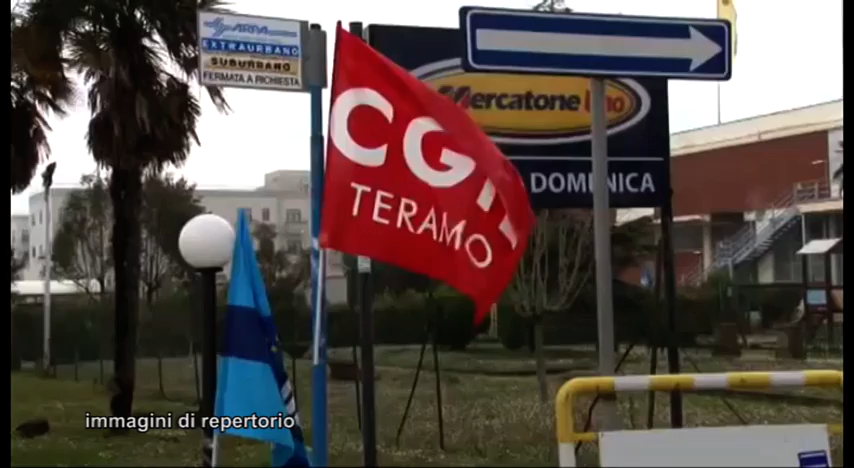 ARPA
EXTRAURBANO
SUBURBANO
FERMATA A RICHIESTA
Mercatone Uno
DOMENICA
CGIL
TERAMO
immagini di repertorio